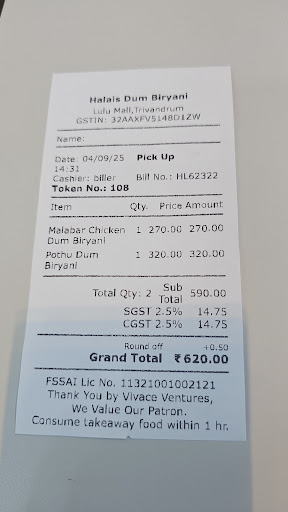 Halais Dum Biryani
Lulu Mall,Trivandrum
GSTIN: 32AAXFV5148D1ZW
Name:
Date: 04/09/25 Pick Up
14:31
Cashier: biller Bill No.: HL62322
Token No.: 108
Item Qty. Price Amount
Malabar Chicken 1 270.00 270.00
Dum Biryani
Pothu Dum 1 320.00 320.00
Biryani
Total Qty: 2 Sub Total 590.00
SGST 2.5% 14.75
CGST 2.5% 14.75
Round off +0.50
Grand Total ₹620.00
FSSAI Lic No. 11321001002121
Thank You by Vivace Ventures,
We Value Our Patron.
Consume takeaway food within 1 hr.